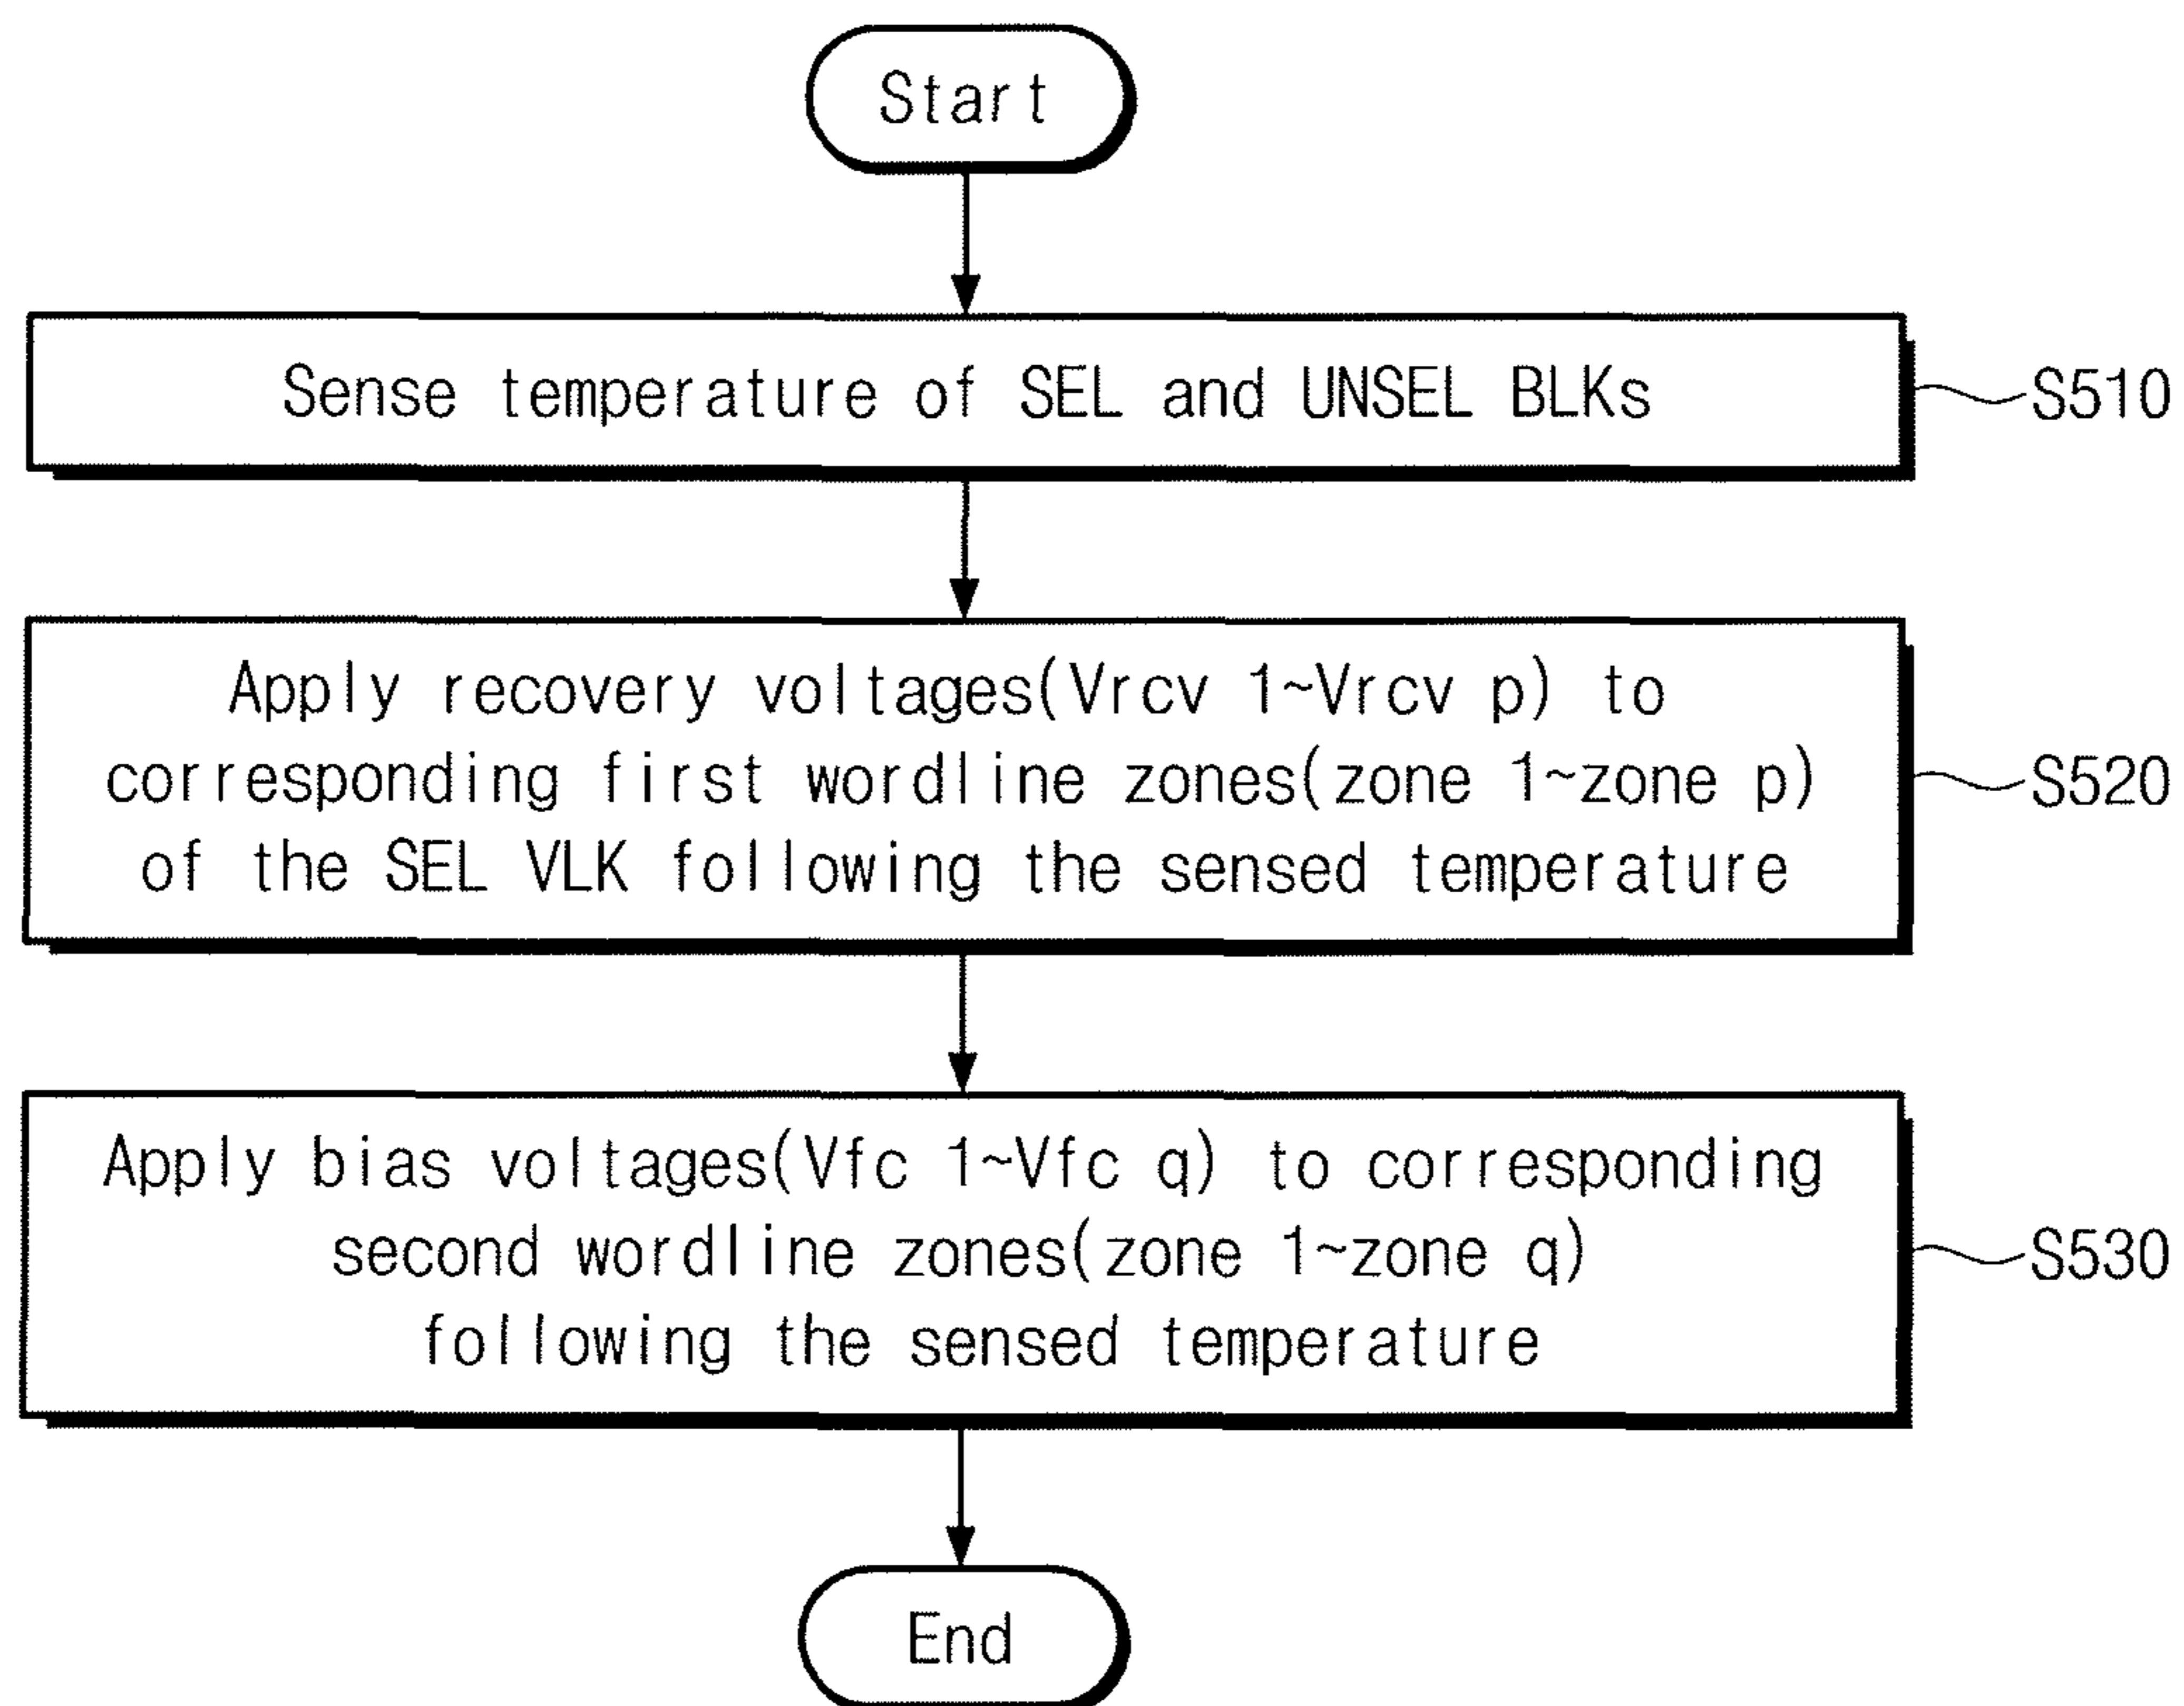 Start
Sense temperature of SEL and UNSEL BLKs
S510
Apply recovery voltages(Vrcv 1~Vrcv p) to
corresponding first wordline zones(zone 1~zone p)
of the SEL VLK following the sensed temperature
S520
Apply bias voltages(Vfc 1~Vfc q) to corresponding
second wordline zones(zone 1~zone q)
following the sensed temperature
S530
End